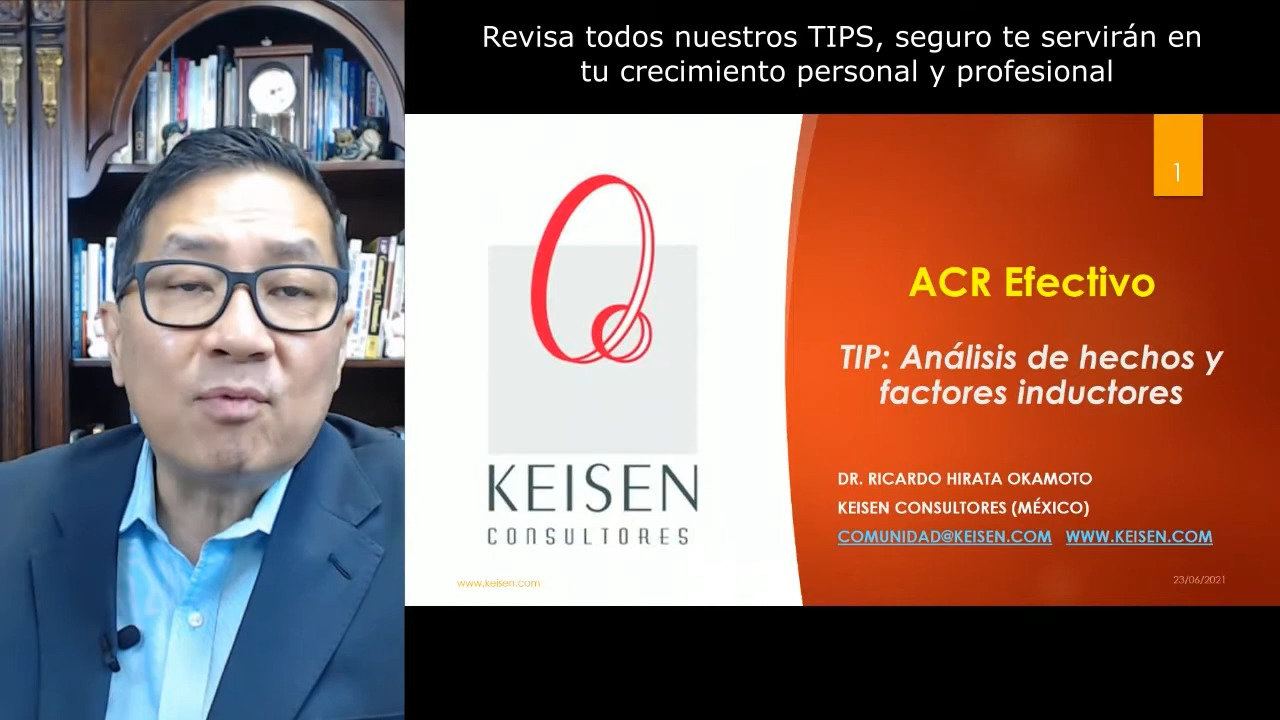 Revisa todos nuestros TIPS, seguro te servirán en
tu crecimiento personal y profesional
1
ACR Efectivo
TIP: Análisis de hechos y
factores inductores
KEISEN
CONSULTORES
DR. RICARDO HIRATA OKAMOTO
KEISEN CONSULTORES (MÉXICO)
COMUNIDAD@KEISEN.COM WWW.KEISEN.COM
www.keisen.com
23/06/2021